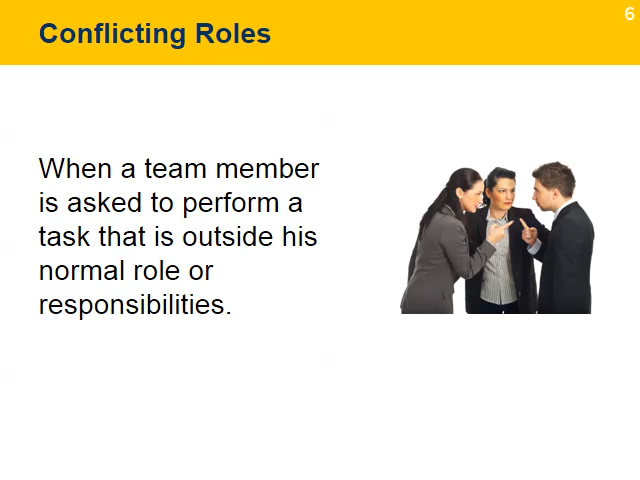 6
Conflicting Roles
When a team member
is asked to perform a
task that is outside his
normal role or
responsibilities.